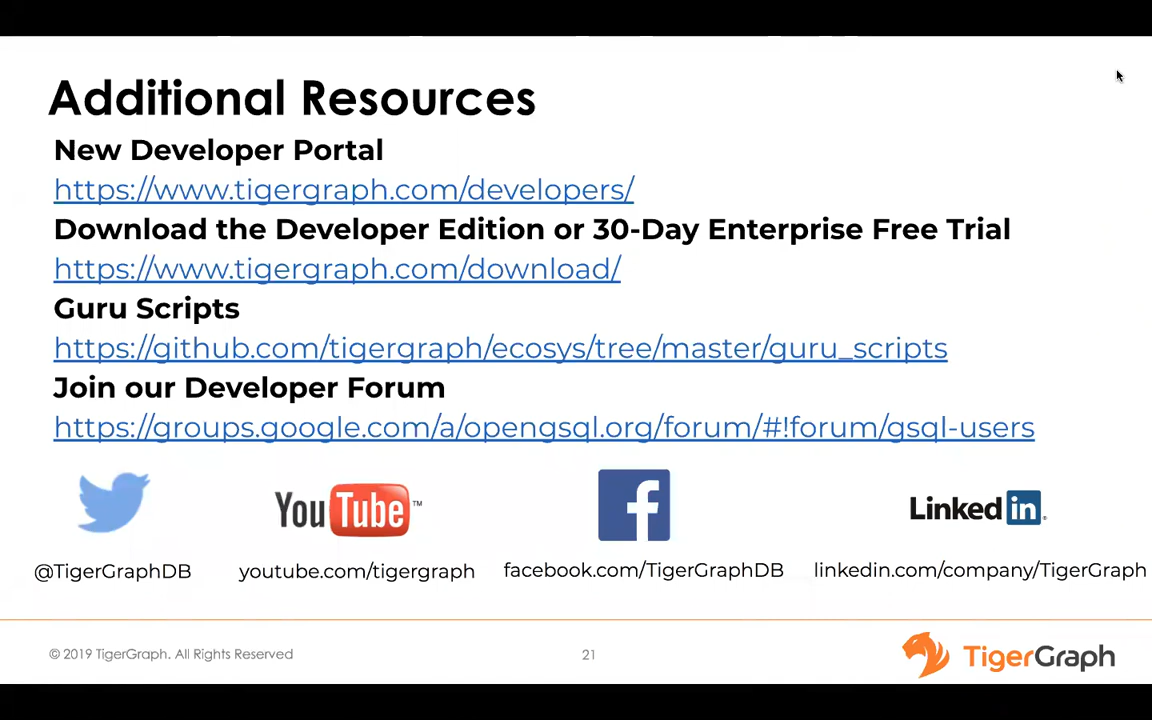 Additional Resources
New Developer Portal
https://www.tigergraph.com/developers/
Download the Developer Edition or 30-Day Enterprise Free Trial
https://www.tigergraph.com/download/
Guru Scripts
https://github.com/tigergraph/ecosys/tree/master/guru_scripts
Join our Developer Forum
https://groups.google.com/a/opengsql.org/forum/#!forum/gsql-users
YouTube™
f
Linked in®
@TigerGraphDB
youtube.com/tigergraph
facebook.com/TigerGraphDB
linkedin.com/company/TigerGraph
© 2019 TigerGraph. All Rights Reserved
21
TigerGraph